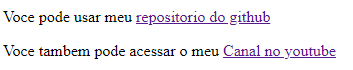 Voce pode usar meu repositorio do github
Voce tambem pode acessar o meu Canal no youtube